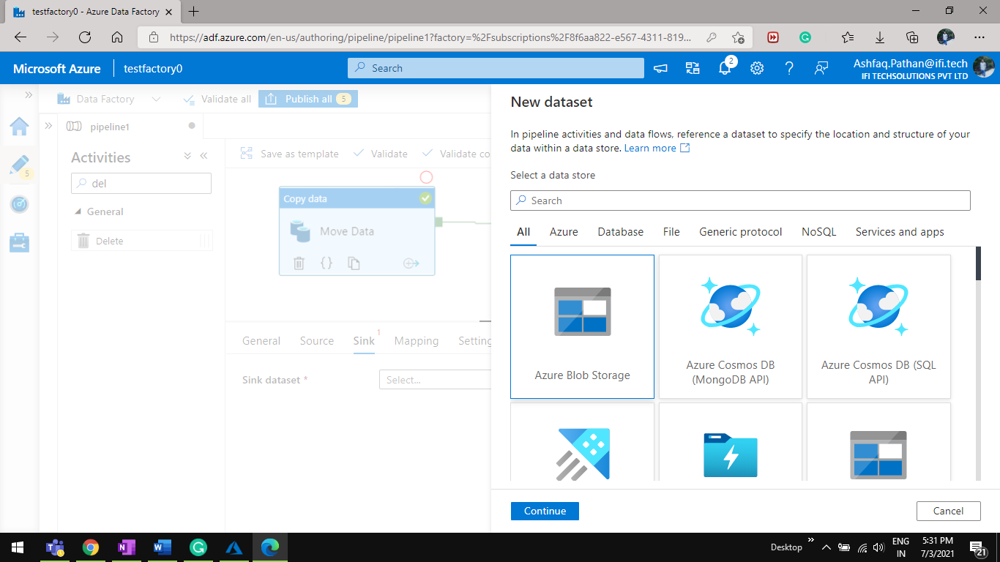 testfactory0 - Azure Data Factory
https://adf.azure.com/en-us/authoring/pipeline/pipeline1?factory=%2Fsubscriptions%2F8f6aa822-e567-4311-819...
Microsoft Azure
testfactory0
Search
2
Ashfaq.Pathan@ifi.tech
IFI TECHSOLUTIONS PVT LTD
Data Factory
Validate all
Publish all
5
pipeline1
Activities
del
General
Delete
5
Save as template
Validate
Validate co
Copy data
Move Data
General
Source
Sink
1
Mapping
Setting
Sink dataset *
Select...
New dataset
In pipeline activities and data flows, reference a dataset to specify the location and structure of your
data within a data store. Learn more
Select a data store
Search
All
Azure
Database
File
Generic protocol
NoSQL
Services and apps
Azure Blob Storage
Azure Cosmos DB
(MongoDB API)
Azure Cosmos DB (SQL
API)
Continue
Cancel
Desktop
ENG
IN
5:31 PM
7/3/2021
21